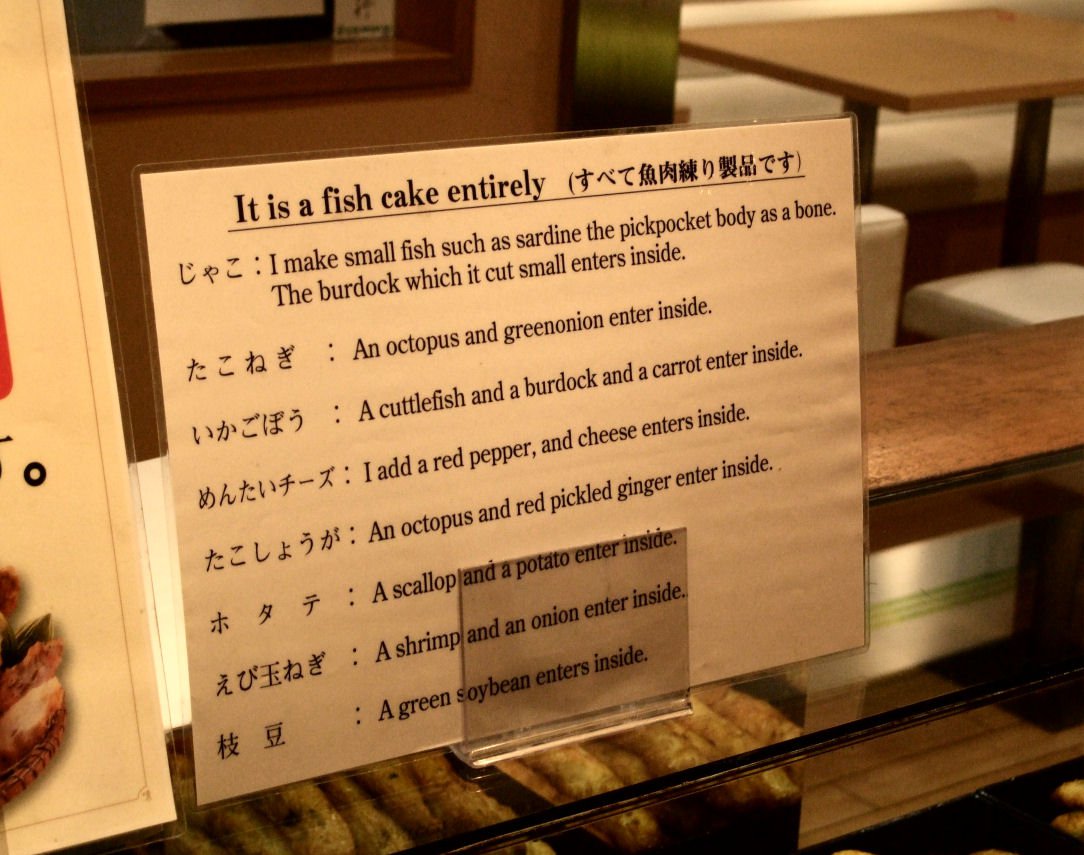 It is a fish cake entirely (すべて魚肉練り製品です)
じゃこ：I make small fish such as sardine the pickpocket body as a bone.
The burdock which it cut small enters inside.
たこねぎ ： An octopus and greenonion enter inside.
いかごぼう ： A cuttlefish and a burdock and a carrot enter inside.
めんたいチーズ： I add a red pepper, and cheese enters inside.
たこしょうが： An octopus and red pickled ginger enter inside.
ホタテ ： A scallop and a potato enter inside.
えび玉ねぎ ： A shrimp and an onion enter inside.
枝豆 ： A green soybean enters inside.
す。